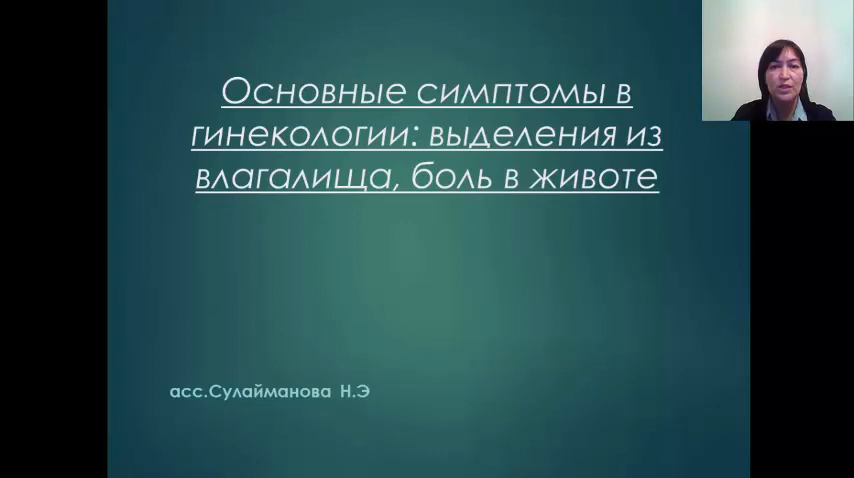 Основные симптомы в
гинекологии: выделения из
влагалища, боль в животе
асс.Сулайманова Н.Э